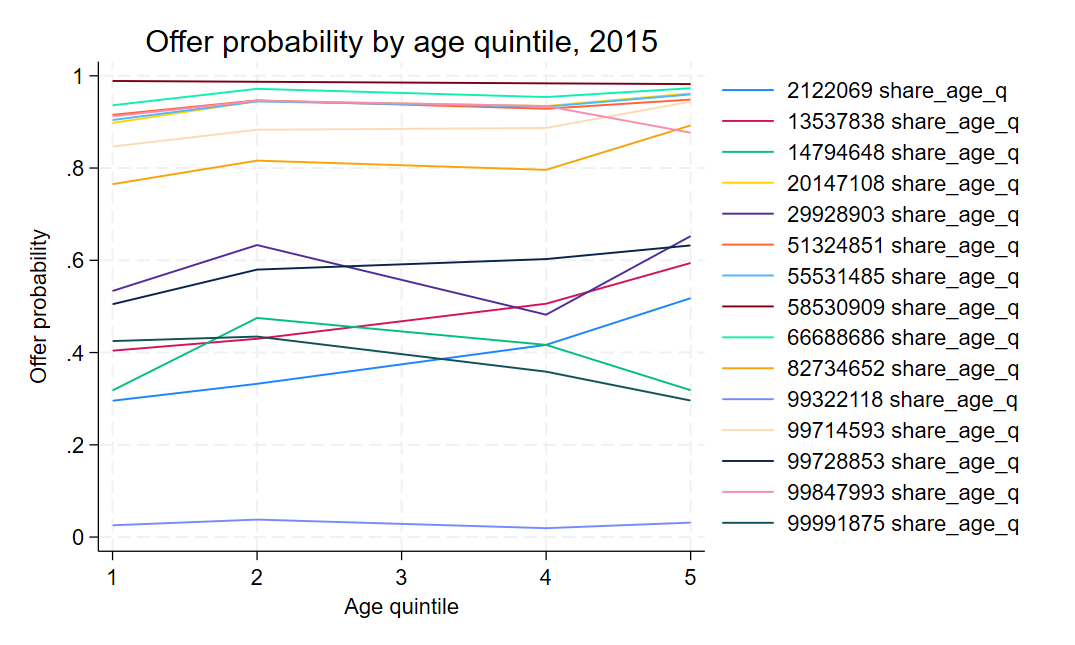 Offer probability by age quintile, 2015
Offer probability
1
.8
.6
.4
.2
0
1 2 3 4 5
Age quintile
2122069 share_age_q
13537838 share_age_q
14794648 share_age_q
20147108 share_age_q
29928903 share_age_q
51324851 share_age_q
55531485 share_age_q
58530909 share_age_q
66688686 share_age_q
82734652 share_age_q
99322118 share_age_q
99714593 share_age_q
99728853 share_age_q
99847993 share_age_q
99991875 share_age_q